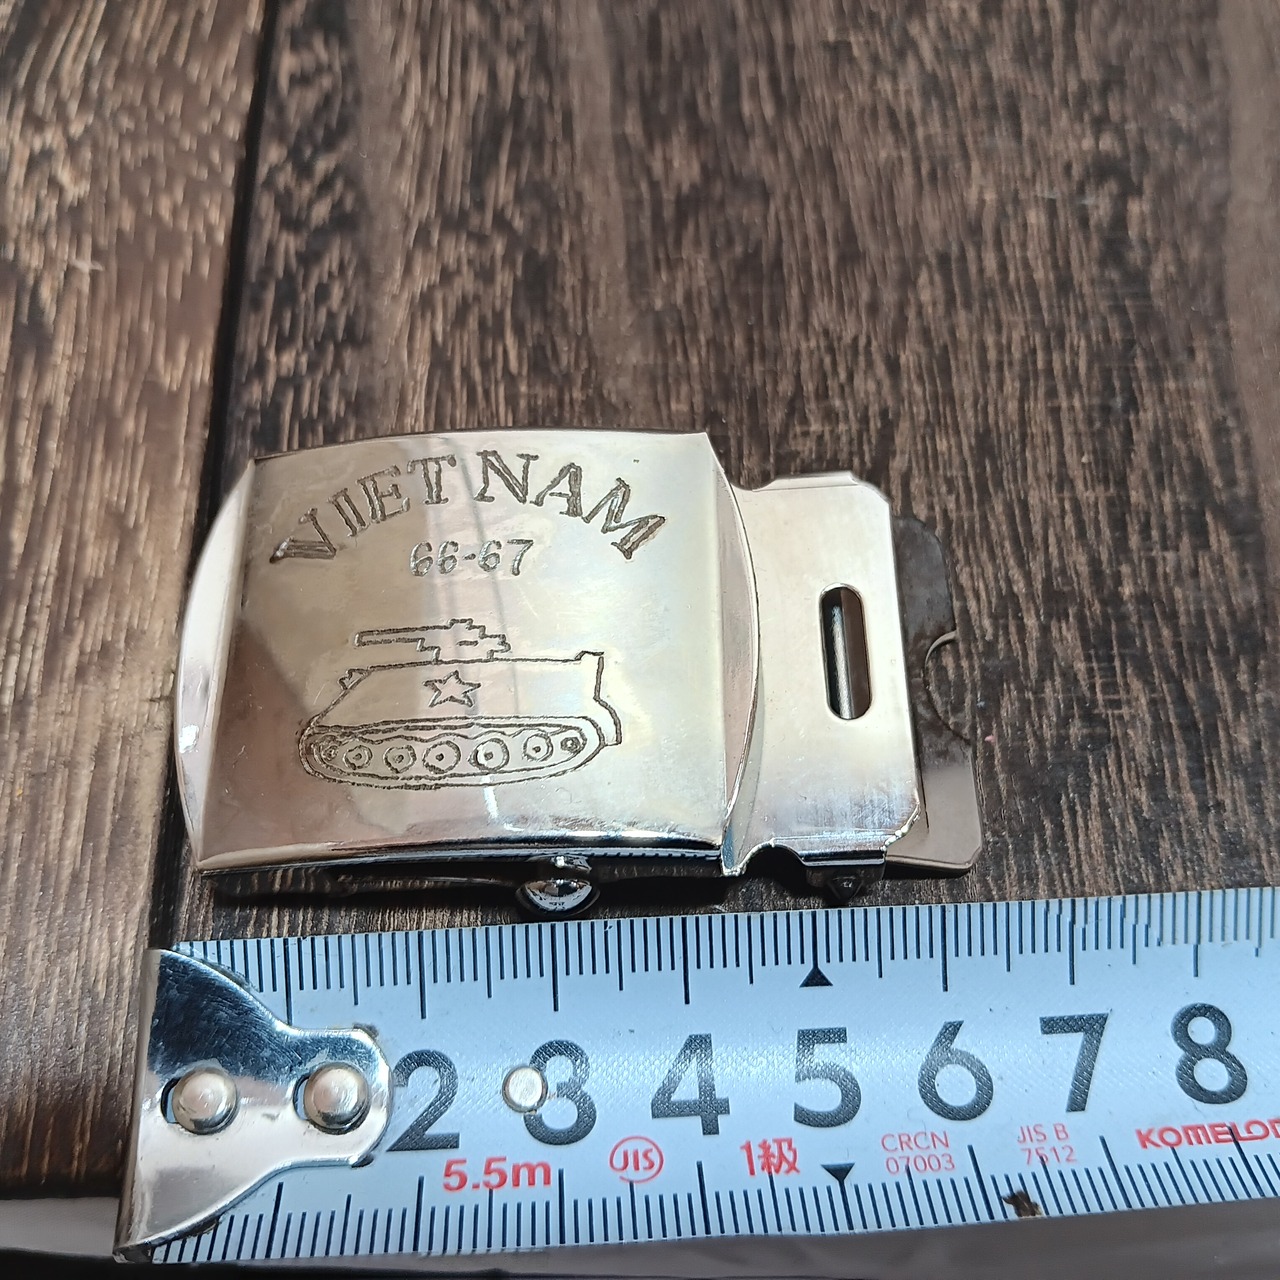 VIETNAM
66-67
2 3 4 5 6 7 8
5.5m JIS 1級 CRCN 07003 JIS B 7512 KOMELON